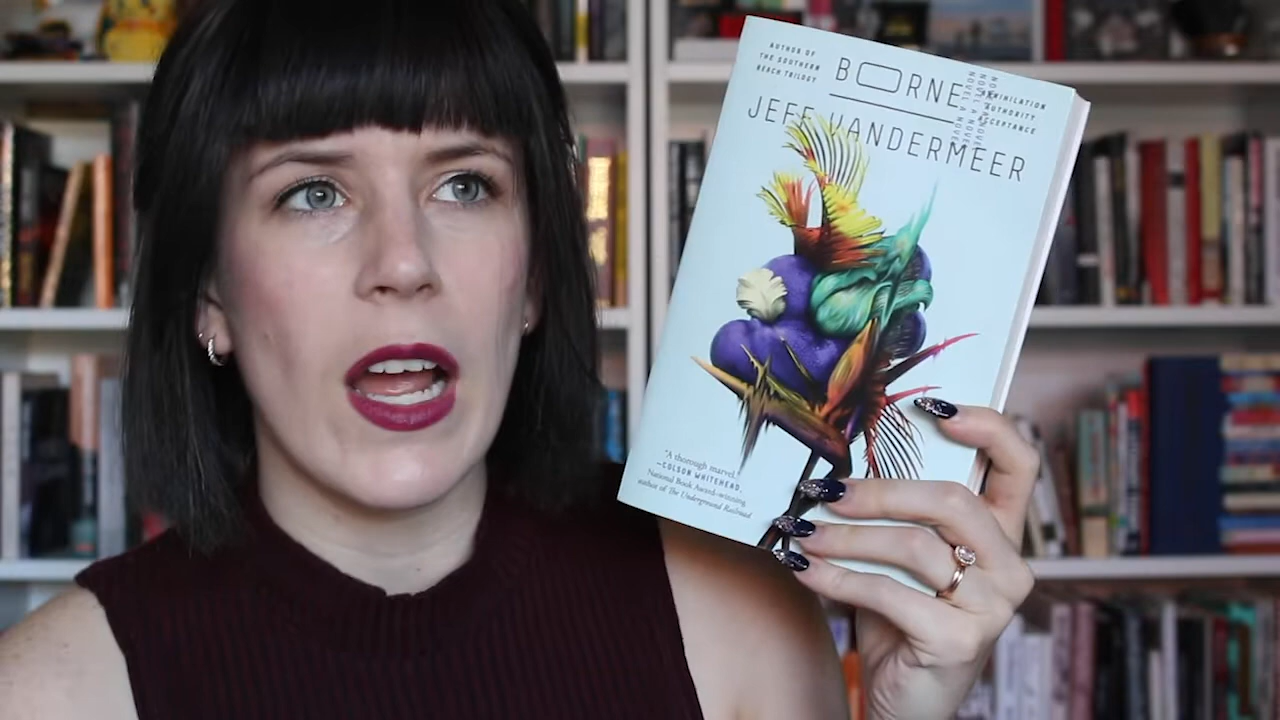 AUTHOR OF
THE SOUTHERN
REACH TRILOGY
BORNE
A NOVEL
ANNIHILATION
AUTHORITY
ACCEPTANCE
JEFF VANDERMEER
"A thorough marvel."
—COLSON WHITEHEAD,
National Book Award–winning
author of The Underground Railroad